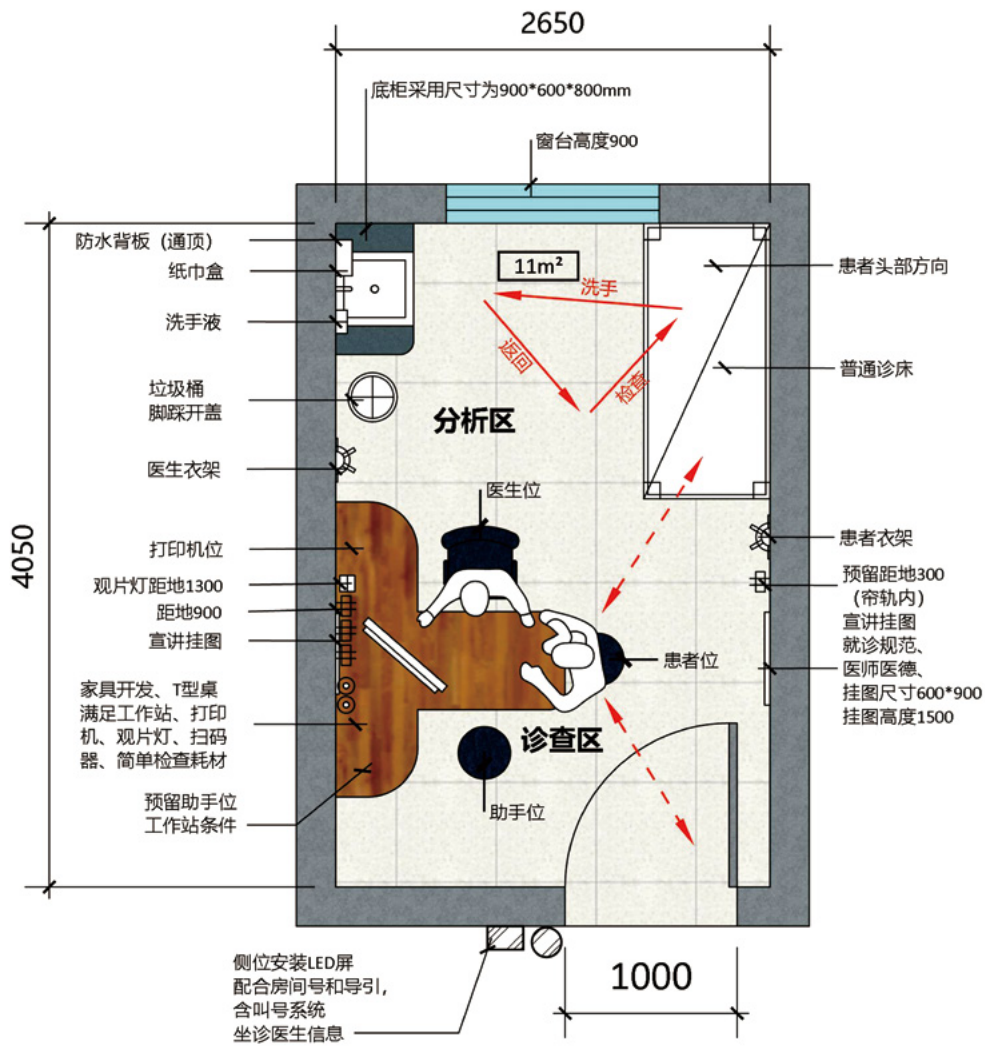 2650
底柜采用尺寸为900*600*800mm
窗台高度900
防水背板（通顶）
纸巾盒
洗手液
垃圾桶
脚踩开盖
医生衣架
打印机位
观片灯距地1300
距地900
宣讲挂图
家具开发、T型桌
满足工作站、打印
机、观片灯、扫码
器、简单检查耗材
预留助手位
工作站条件
4050
11m²
洗手
返回
检查
分析区
医生位
患者位
诊查区
助手位
患者头部方向
普通诊床
患者衣架
预留距地300
（帘轨内）
宣讲挂图
就诊规范、
医师医德、
挂图尺寸600*900
挂图高度1500
侧位安装LED屏
配合房间号和导引，
含叫号系统
坐诊医生信息
1000